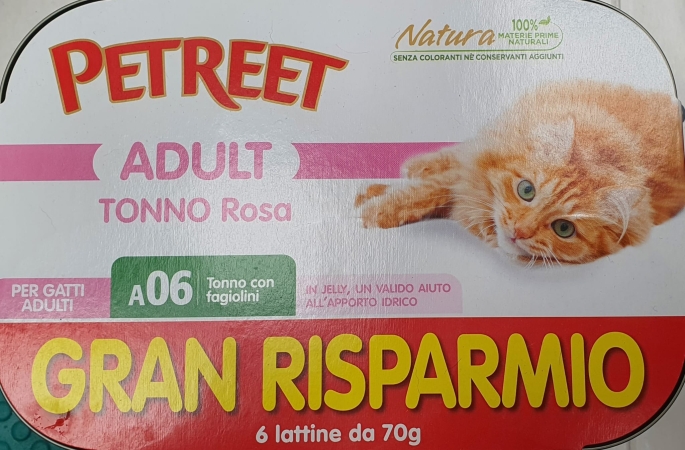 PETREET
Natura 100%
MATERIE PRIME
NATURALI
SENZA COLORANTI NÈ CONSERVANTI AGGIUNTI
ADULT
TONNO Rosa
PER GATTI
ADULTI
A06
Tonno con
fagiolini
IN JELLY, UN VALIDO AIUTO
ALL'APPORTO IDRICO
GRAN RISPARMIO
6 lattine da 70g